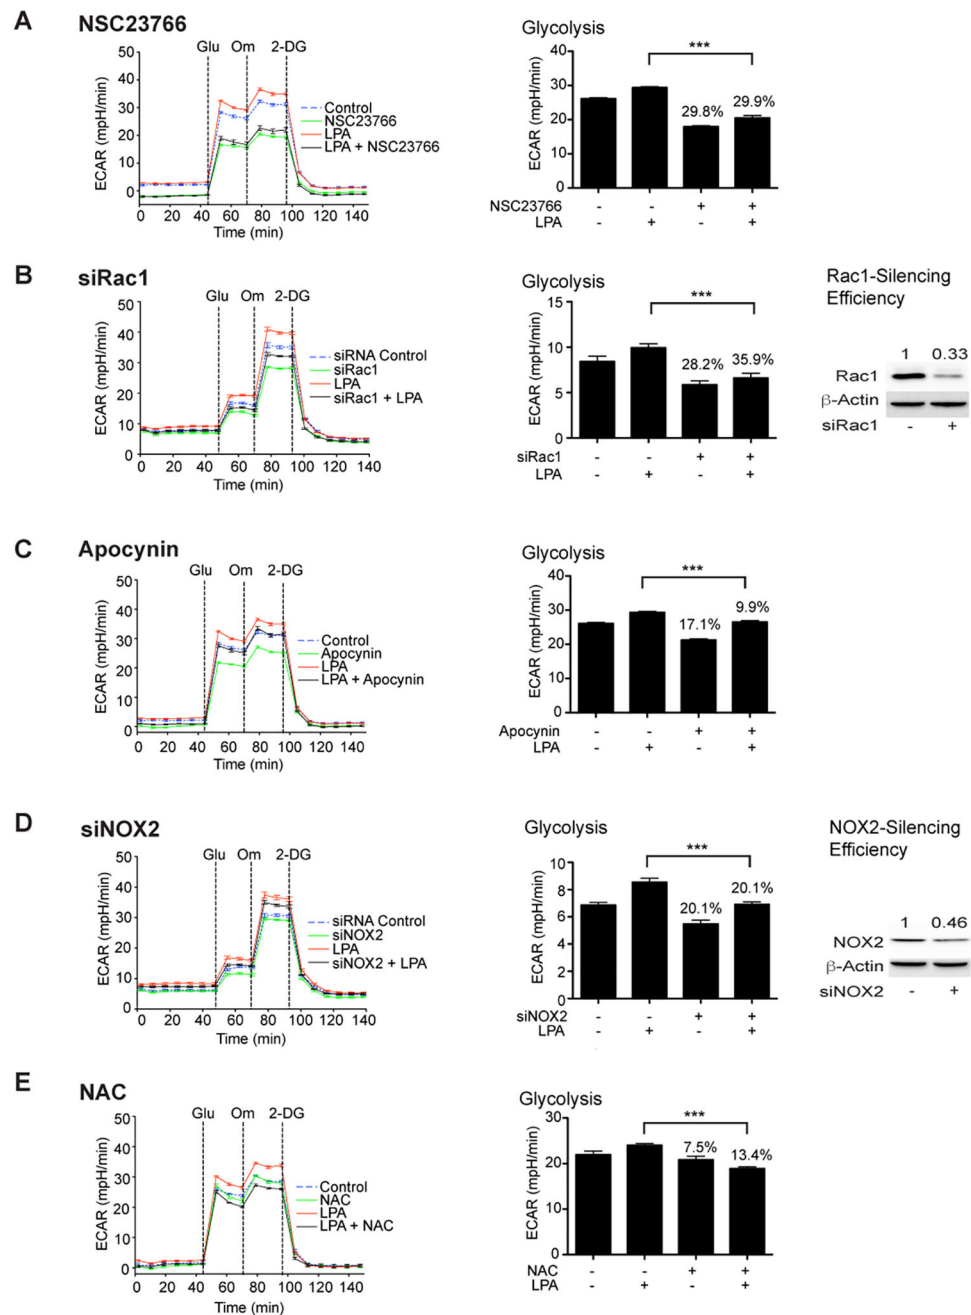 A
NSC23766
Glu Om 2-DG
ECAR (mpH/min)
50
40
30
20
10
0
Control
NSC23766
LPA
LPA + NSC23766
0 20 40 60 80 100 120 140
Time (min)
Glycolysis
ECAR (mpH/min)
40
30
20
10
0
***
29.8%
29.9%
NSC23766 - - + +
LPA - + - +
B
siRac1
Glu Om 2-DG
ECAR (mpH/min)
50
40
30
20
10
0
siRNA Control
siRac1
LPA
siRac1 + LPA
0 20 40 60 80 100 120 140
Time (min)
Glycolysis
ECAR (mpH/min)
15
10
5
0
***
28.2%
35.9%
siRac1 - - + +
LPA - + - +
Rac1-Silencing
Efficiency
1 0.33
Rac1
β-Actin
siRac1 - +
C
Apocynin
Glu Om 2-DG
ECAR (mpH/min)
50
40
30
20
10
0
Control
Apocynin
LPA
LPA + Apocynin
0 20 40 60 80 100 120 140
Time (min)
Glycolysis
ECAR (mpH/min)
40
30
20
10
0
***
17.1%
9.9%
Apocynin - - + +
LPA - + - +
D
siNOX2
Glu Om 2-DG
ECAR (mpH/min)
50
40
30
20
10
0
siRNA Control
siNOX2
LPA
siNOX2 + LPA
0 20 40 60 80 100 120 140
Time (min)
Glycolysis
ECAR (mpH/min)
10
8
6
4
2
0
***
20.1%
20.1%
siNOX2 - - + +
LPA - + - +
NOX2-Silencing
Efficiency
1 0.46
NOX2
β-Actin
siNOX2 - +
E
NAC
Glu Om 2-DG
ECAR (mpH/min)
50
40
30
20
10
0
Control
NAC
LPA
LPA + NAC
0 20 40 60 80 100 120 140
Time (min)
Glycolysis
ECAR (mpH/min)
30
20
10
0
***
7.5%
13.4%
NAC - - + +
LPA - + - +